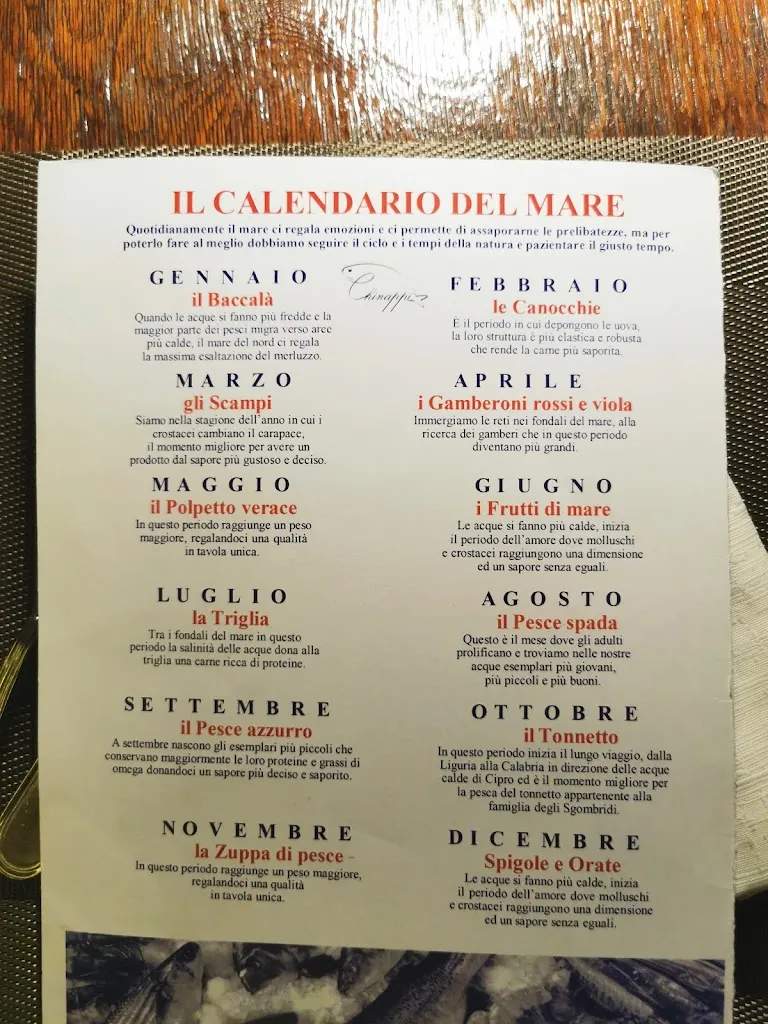 IL CALENDARIO DEL MARE
Quotidianamente il mare ci regala emozioni e ci permette di assaporarne le prelibatezze, ma per
poterlo fare al meglio dobbiamo seguire il ciclo e i tempi della natura e pazientare il giusto tempo.
Chinappi
GENNAIO
il Baccalà
Quando le acque si fanno più fredde e la
maggior parte dei pesci migra verso aree
più calde, il mare del nord ci regala
la massima esaltazione del merluzzo.
FEBBRAIO
le Canocchie
È il periodo in cui depongono le uova,
la loro struttura è più elastica e robusta
che rende la carne più saporita.
MARZO
gli Scampi
Siamo nella stagione dell'anno in cui i
crostacei cambiano il carapace,
il momento migliore per avere un
prodotto dal sapore più gustoso e deciso.
APRILE
i Gamberoni rossi e viola
Immergiamo le reti nei fondali del mare, alla
ricerca dei gamberi che in questo periodo
diventano più grandi.
MAGGIO
il Polpetto verace
In questo periodo raggiunge un peso
maggiore, regalandoci una qualità
in tavola unica.
GIUGNO
i Frutti di mare
Le acque si fanno più calde, inizia
il periodo dell'amore dove molluschi
e crostacei raggiungono una dimensione
ed un sapore senza eguali.
LUGLIO
la Triglia
Tra i fondali del mare in questo
periodo la salinità delle acque dona alla
triglia una carne ricca di proteine.
AGOSTO
il Pesce spada
Questo è il mese dove gli adulti
prolificano e troviamo nelle nostre
acque esemplari più giovani,
più piccoli e più buoni.
SETTEMBRE
il Pesce azzurro
A settembre nascono gli esemplari più piccoli che
conservano maggiormente le loro proteine e grassi di
omega donandoci un sapore più deciso e saporito.
OTTOBRE
il Tonnetto
In questo periodo inizia il lungo viaggio, dalla
Liguria alla Calabria in direzione delle acque
calde di Cipro ed è il momento migliore per
la pesca del tonnetto appartenente alla
famiglia degli Sgombridi.
NOVEMBRE
la Zuppa di pesce -
In questo periodo raggiunge un peso maggiore,
regalandoci una qualità
in tavola unica.
DICEMBRE
Spigole e Orate
Le acque si fanno più calde, inizia
il periodo dell'amore dove molluschi
e crostacei raggiungono una dimensione
ed un sapore senza eguali.